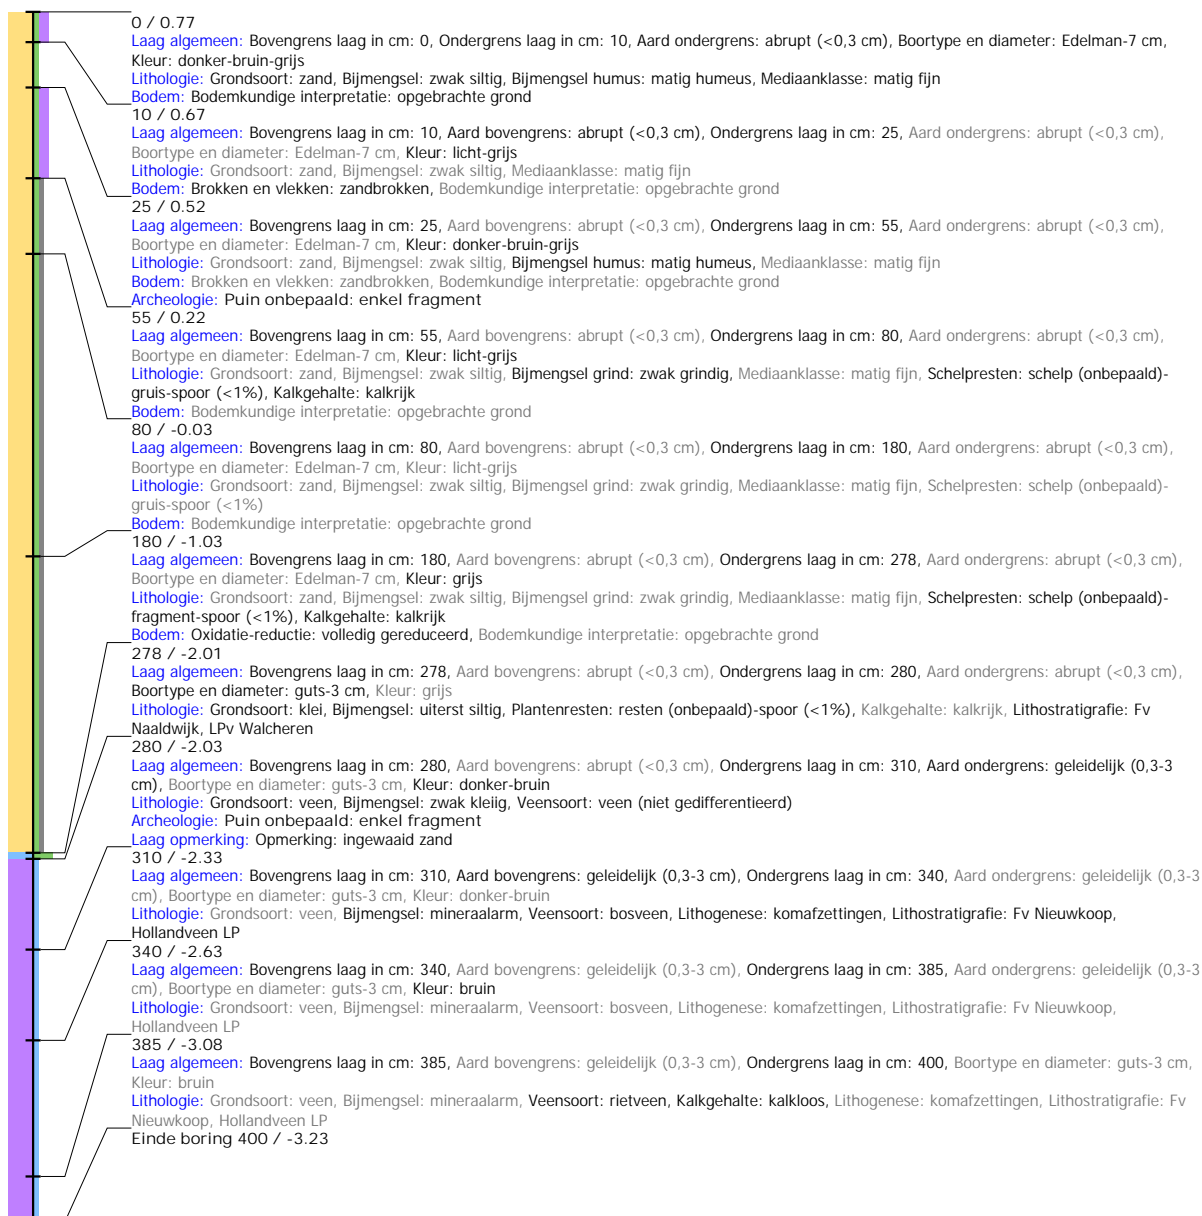 0 / 0.77
Laag algemeen: Bovengrens laag in cm: 0, Ondergrens laag in cm: 10, Aard ondergrens: abrupt (<0,3 cm), Boortype en diameter: Edelman-7 cm,
Kleur: donker-bruin-grijs
Lithologie: Grondsoort: zand, Bijmengsel: zwak siltig, Bijmengsel humus: matig humeus, Mediaanklasse: matig fijn
Bodem: Bodemkundige interpretatie: opgebrachte grond
10 / 0.67
Laag algemeen: Bovengrens laag in cm: 10, Aard bovengrens: abrupt (<0,3 cm), Ondergrens laag in cm: 25, Aard ondergrens: abrupt (<0,3 cm),
Boortype en diameter: Edelman-7 cm, Kleur: licht-grijs
Lithologie: Grondsoort: zand, Bijmengsel: zwak siltig, Mediaanklasse: matig fijn
Bodem: Brokken en vlekken: zandbrokken, Bodemkundige interpretatie: opgebrachte grond
25 / 0.52
Laag algemeen: Bovengrens laag in cm: 25, Aard bovengrens: abrupt (<0,3 cm), Ondergrens laag in cm: 55, Aard ondergrens: abrupt (<0,3 cm),
Boortype en diameter: Edelman-7 cm, Kleur: donker-bruin-grijs
Lithologie: Grondsoort: zand, Bijmengsel: zwak siltig, Bijmengsel humus: matig humeus, Mediaanklasse: matig fijn
Bodem: Brokken en vlekken: zandbrokken, Bodemkundige interpretatie: opgebrachte grond
Archeologie: Puin onbepaald: enkel fragment
55 / 0.22
Laag algemeen: Bovengrens laag in cm: 55, Aard bovengrens: abrupt (<0,3 cm), Ondergrens laag in cm: 80, Aard ondergrens: abrupt (<0,3 cm),
Boortype en diameter: Edelman-7 cm, Kleur: licht-grijs
Lithologie: Grondsoort: zand, Bijmengsel: zwak siltig, Bijmengsel grind: zwak grindig, Mediaanklasse: matig fijn, Schelpresten: schelp (onbepaald)-
gruis-spoor (<1%), Kalkgehalte: kalkrijk
Bodem: Bodemkundige interpretatie: opgebrachte grond
80 / -0.03
Laag algemeen: Bovengrens laag in cm: 80, Aard bovengrens: abrupt (<0,3 cm), Ondergrens laag in cm: 180, Aard ondergrens: abrupt (<0,3 cm),
Boortype en diameter: Edelman-7 cm, Kleur: licht-grijs
Lithologie: Grondsoort: zand, Bijmengsel: zwak siltig, Bijmengsel grind: zwak grindig, Mediaanklasse: matig fijn, Schelpresten: schelp (onbepaald)-
gruis-spoor (<1%)
Bodem: Bodemkundige interpretatie: opgebrachte grond
180 / -1.03
Laag algemeen: Bovengrens laag in cm: 180, Aard bovengrens: abrupt (<0,3 cm), Ondergrens laag in cm: 278, Aard ondergrens: abrupt (<0,3 cm),
Boortype en diameter: Edelman-7 cm, Kleur: grijs
Lithologie: Grondsoort: zand, Bijmengsel: zwak siltig, Bijmengsel grind: zwak grindig, Mediaanklasse: matig fijn, Schelpresten: schelp (onbepaald)-
fragment-spoor (<1%), Kalkgehalte: kalkrijk
Bodem: Oxidatie-reductie: volledig gereduceerd, Bodemkundige interpretatie: opgebrachte grond
278 / -2.01
Laag algemeen: Bovengrens laag in cm: 278, Aard bovengrens: abrupt (<0,3 cm), Ondergrens laag in cm: 280, Aard ondergrens: abrupt (<0,3 cm),
Boortype en diameter: guts-3 cm, Kleur: grijs
Lithologie: Grondsoort: klei, Bijmengsel: uiterst siltig, Plantenresten: resten (onbepaald)-spoor (<1%), Kalkgehalte: kalkrijk, Lithostratigrafie: Fv
Naaldwijk, LPv Walcheren
280 / -2.03
Laag algemeen: Bovengrens laag in cm: 280, Aard bovengrens: abrupt (<0,3 cm), Ondergrens laag in cm: 310, Aard ondergrens: geleidelijk (0,3-3
cm), Boortype en diameter: guts-3 cm, Kleur: donker-bruin
Lithologie: Grondsoort: veen, Bijmengsel: zwak kleiig, Veensoort: veen (niet gedifferentieerd)
Archeologie: Puin onbepaald: enkel fragment
Laag opmerking: Opmerking: ingewaaid zand
310 / -2.33
Laag algemeen: Bovengrens laag in cm: 310, Aard bovengrens: geleidelijk (0,3-3 cm), Ondergrens laag in cm: 340, Aard ondergrens: geleidelijk (0,3-3
cm), Boortype en diameter: guts-3 cm, Kleur: donker-bruin
Lithologie: Grondsoort: veen, Bijmengsel: mineraalarm, Veensoort: bosveen, Lithogenese: komafzettingen, Lithostratigrafie: Fv Nieuwkoop,
Hollandveen LP
340 / -2.63
Laag algemeen: Bovengrens laag in cm: 340, Aard bovengrens: geleidelijk (0,3-3 cm), Ondergrens laag in cm: 385, Aard ondergrens: geleidelijk (0,3-3
cm), Boortype en diameter: guts-3 cm, Kleur: bruin
Lithologie: Grondsoort: veen, Bijmengsel: mineraalarm, Veensoort: bosveen, Lithogenese: komafzettingen, Lithostratigrafie: Fv Nieuwkoop,
Hollandveen LP
385 / -3.08
Laag algemeen: Bovengrens laag in cm: 385, Aard bovengrens: geleidelijk (0,3-3 cm), Ondergrens laag in cm: 400, Boortype en diameter: guts-3 cm,
Kleur: bruin
Lithologie: Grondsoort: veen, Bijmengsel: mineraalarm, Veensoort: rietveen, Kalkgehalte: kalkloos, Lithogenese: komafzettingen, Lithostratigrafie: Fv
Nieuwkoop, Hollandveen LP
Einde boring 400 / -3.23